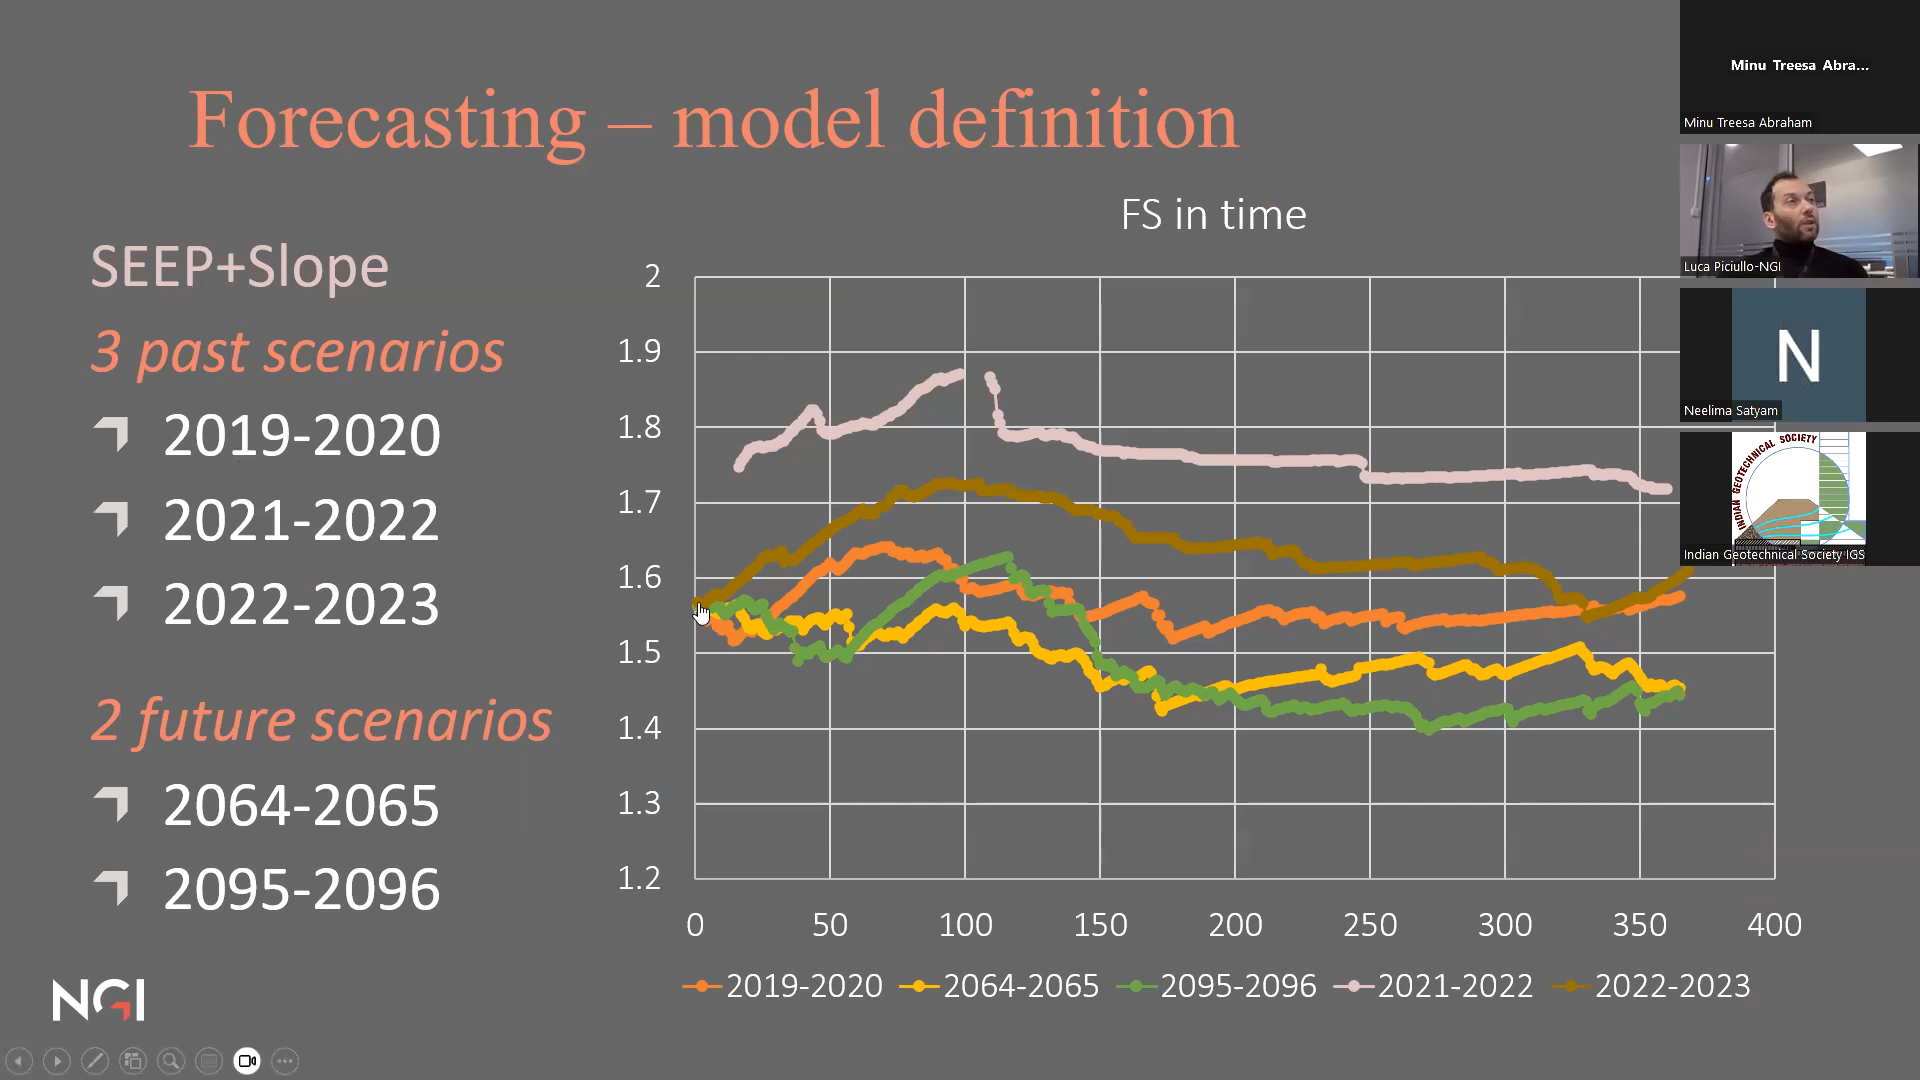 Forecasting – model definition
SEEP+Slope
3 past scenarios
2019-2020
2021-2022
2022-2023
2 future scenarios
2064-2065
2095-2096
NGI
FS in time
2
1.9
1.8
1.7
1.6
1.5
1.4
1.3
1.2
0 50 100 150 200 250 300 350 400
2019-2020 2064-2065 2095-2096 2021-2022 2022-2023
Minu Treesa Abra...
Minu Treesa Abraham
Luca Piciullo-NGI
N
Neelima Satyam
INDIAN GEOTECHNICAL SOCIETY
Indian Geotechnical Society IGS